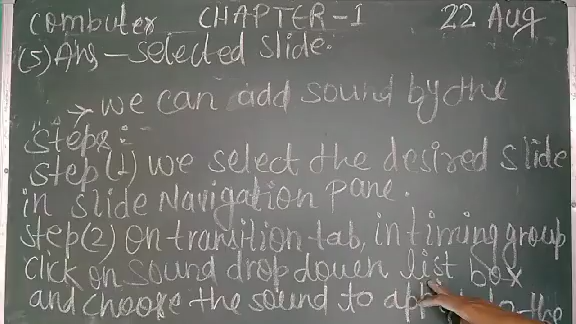 Computer CHAPTER-1 22 Aug
(5) Ans - selected slide.
→ we can add sound by the
steps :-
step (1) we select the desired slide
in slide Navigation pane.
step (2) On transition tab, in timing group
click on sound drop down list box
and choose the sound to the